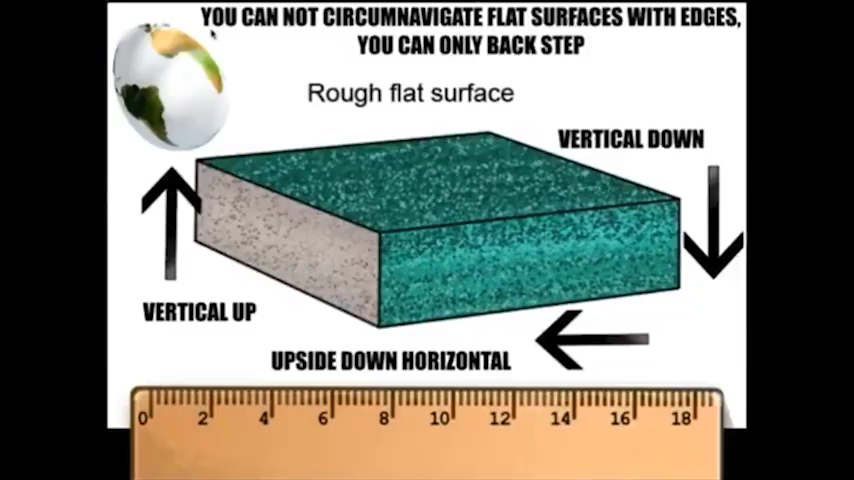 YOU CAN NOT CIRCUMNAVIGATE FLAT SURFACES WITH EDGES,
YOU CAN ONLY BACK STEP
Rough flat surface
VERTICAL DOWN
VERTICAL UP
UPSIDE DOWN HORIZONTAL
0 2 4 6 8 10 12 14 16 18